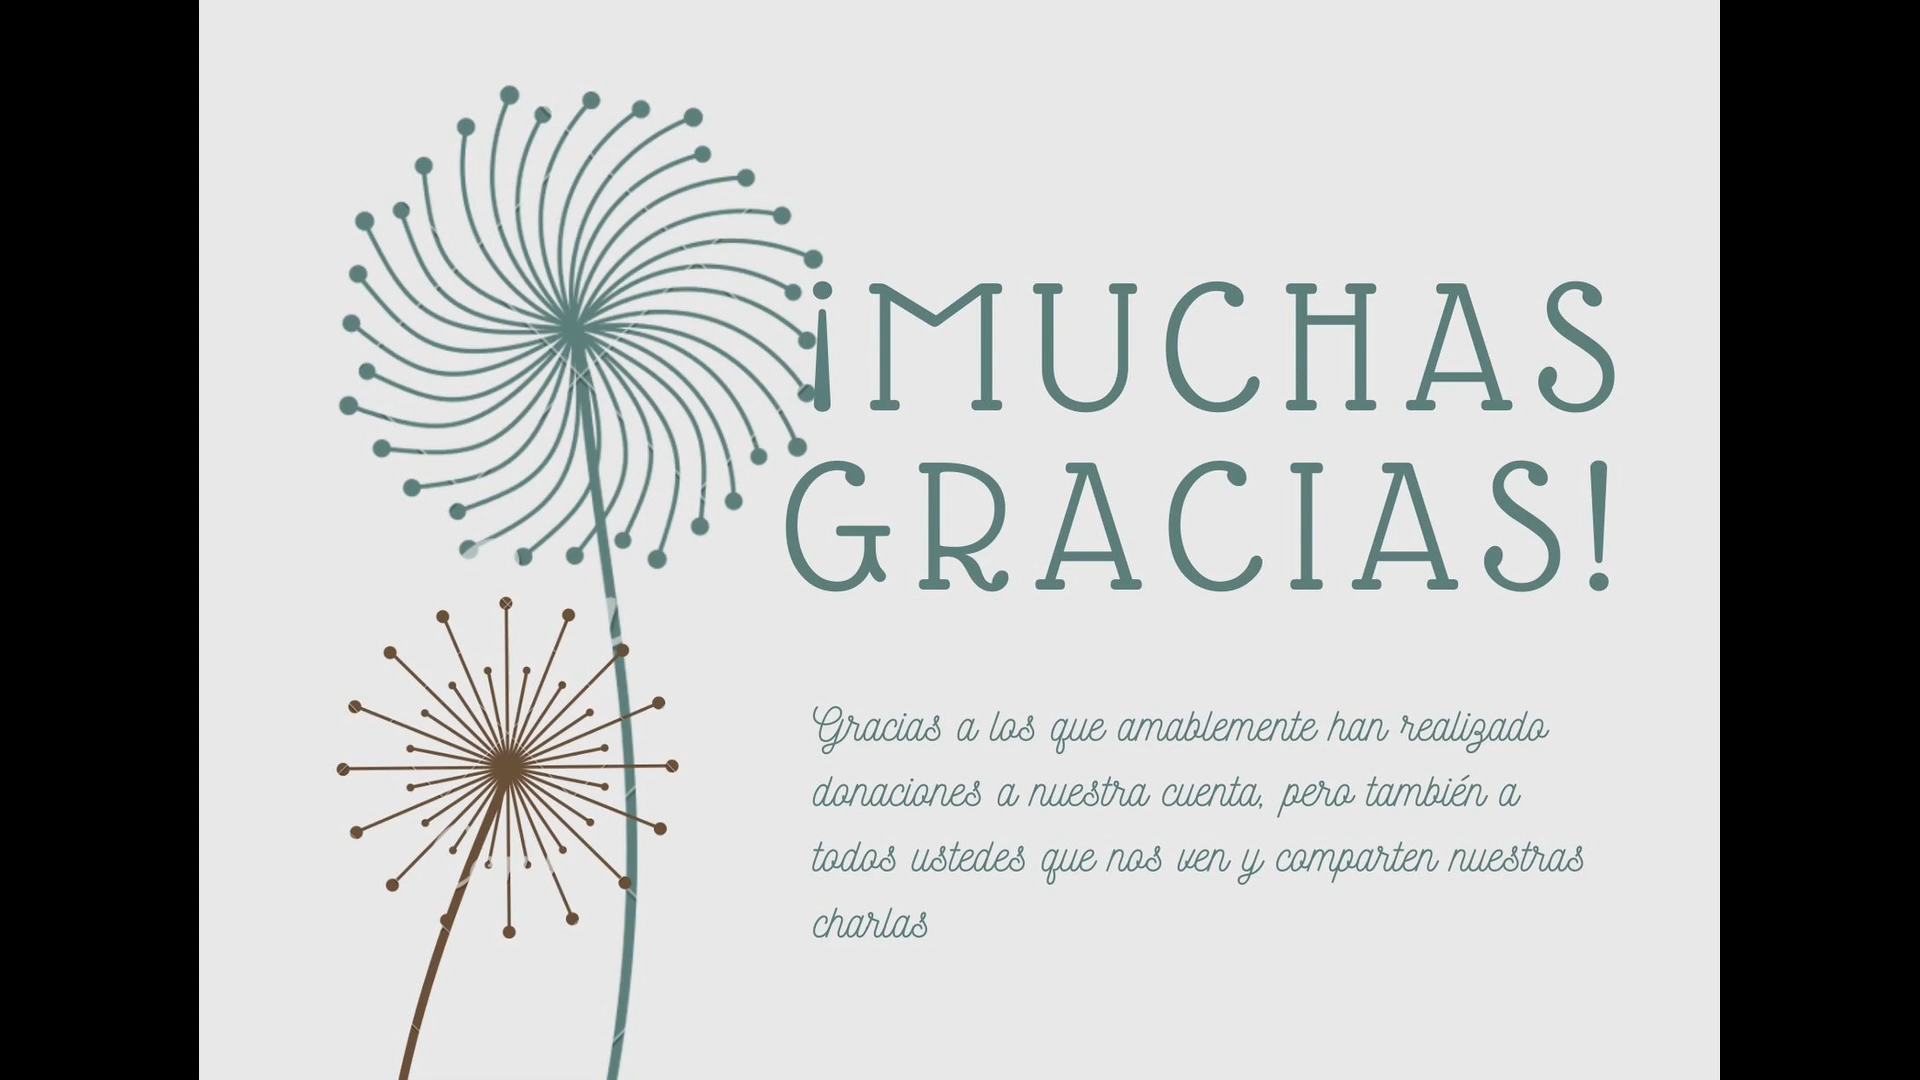 ¡MUCHAS
GRACIAS!
Gracias a los que amablemente han realizado
donaciones a nuestra cuenta, pero también a
todos ustedes que nos ven y comparten nuestras
charlas